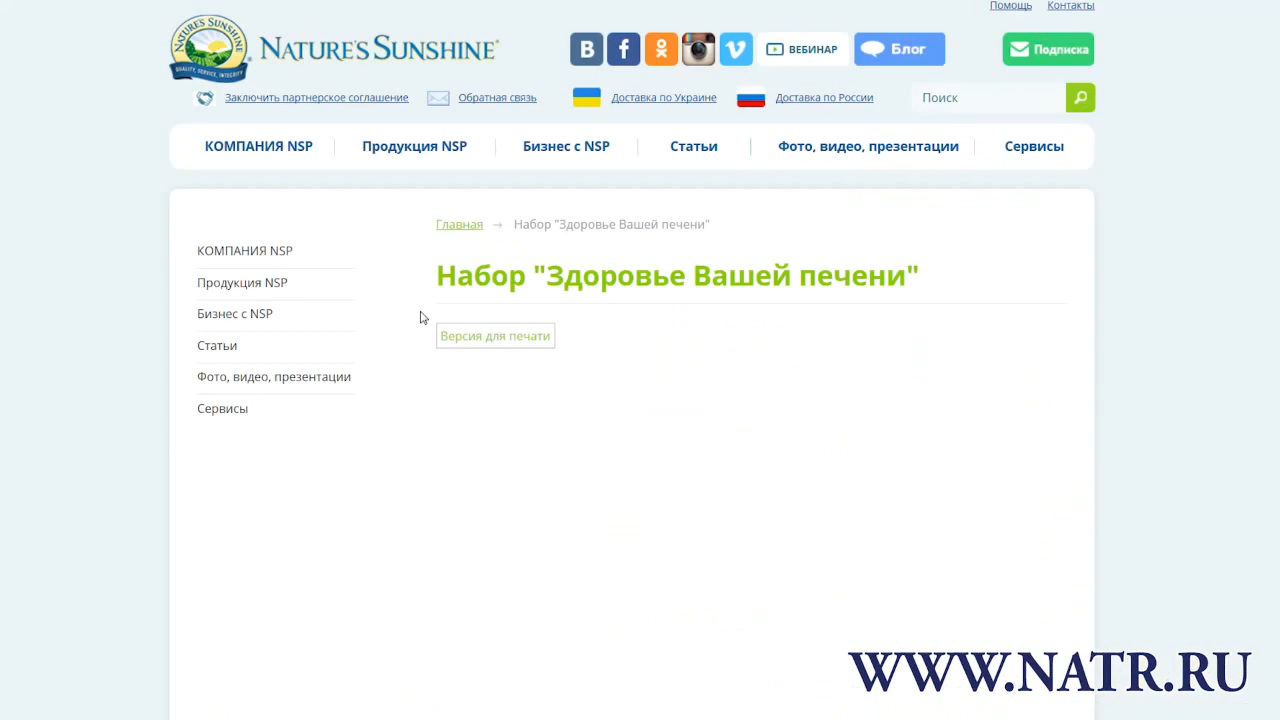 Помощь Контакты
NATURE'S SUNSHINE
QUALITY, SERVICE, INTEGRITY
NATURE'S SUNSHINE®
ВЕБИНАР
Блог
Подписка
Заключить партнерское соглашение
Обратная связь
Доставка по Украине
Доставка по России
Поиск
КОМПАНИЯ NSP
Продукция NSP
Бизнес с NSP
Статьи
Фото, видео, презентации
Сервисы
Главная → Набор "Здоровье Вашей печени"
КОМПАНИЯ NSP
Продукция NSP
Бизнес с NSP
Статьи
Фото, видео, презентации
Сервисы
Набор "Здоровье Вашей печени"
Версия для печати
WWW.NATR.RU